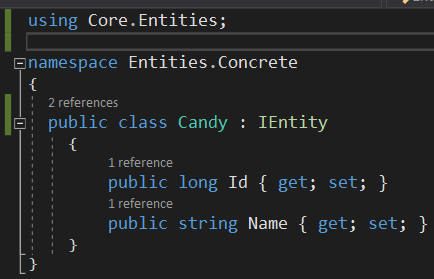 using Core.Entities;
namespace Entities.Concrete
{
2 references
public class Candy : IEntity
{
1 reference
public long Id { get; set; }
1 reference
public string Name { get; set; }
}
}